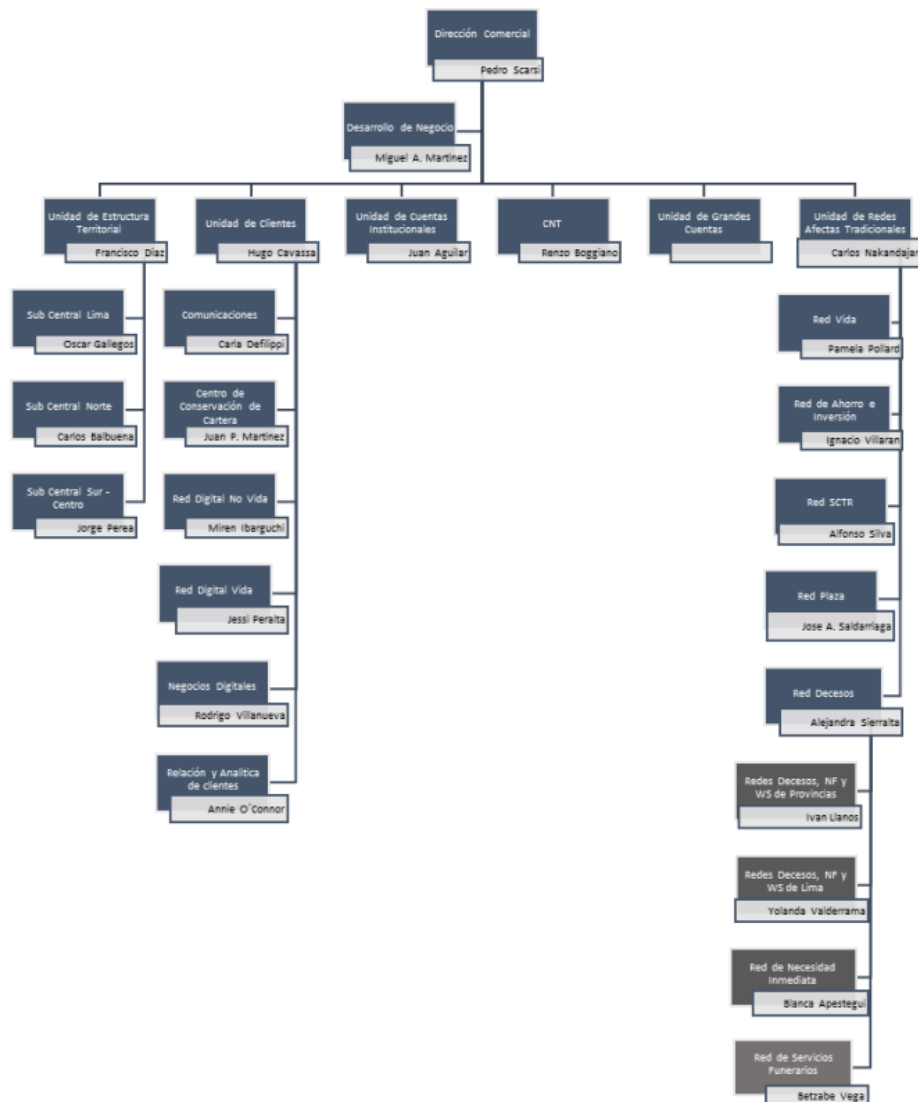 Dirección Comercial
Pedro Scarsi
Desarrollo de Negocio
Miguel A. Martínez
Unidad de Estructura
Territorial
Francisco Díaz
Unidad de Clientes
Hugo Cavassa
Unidad de Cuentas
Institucionales
Juan Aguilar
CNT
Renzo Boggiano
Unidad de Grandes
Cuentas
Unidad de Redes
Afectas Tradicionales
Carlos Nakandajar
Sub Central Lima
Oscar Gallegos
Sub Central Norte
Carlos Balbuena
Sub Central Sur -
Centro
Jorge Perea
Comunicaciones
Carla Defilippi
Centro de
Conservación de
Cartera
Juan P. Martínez
Red Digital No Vida
Miren Ibarguchi
Red Digital Vida
Jessi Peralta
Negocios Digitales
Rodrigo Villanueva
Relación y Analítica
de clientes
Annie O´Connor
Red Vida
Pamela Pollard
Red de Ahorro e
Inversión
Ignacio Villaran
Red SCTR
Alfonso Silva
Red Plaza
Jose A. Saldarriaga
Red Decesos
Alejandra Sierralta
Redes Decesos, NF y
WS de Provincias
Ivan Llanos
Redes Decesos, NF y
WS de Lima
Yolanda Valderrama
Red de Necesidad
Inmediata
Blanca Apestegui
Red de Servicios
Funerarios
Betzabe Vega